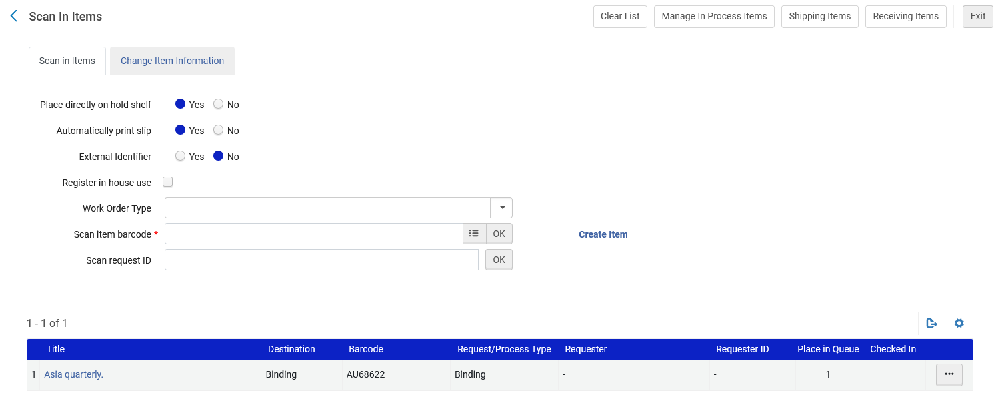 Scan In Items
Clear List
Manage In Process Items
Shipping Items
Receiving Items
Exit
Scan in Items
Change Item Information
Place directly on hold shelf Yes No
Automatically print slip Yes No
External Identifier Yes No
Register in-house use
Work Order Type
Scan item barcode * OK
Create Item
Scan request ID OK
1 - 1 of 1
Title Destination Barcode Request/Process Type Requester Requester ID Place in Queue Checked In
1 Asia quarterly. Binding AU68622 Binding - - 1